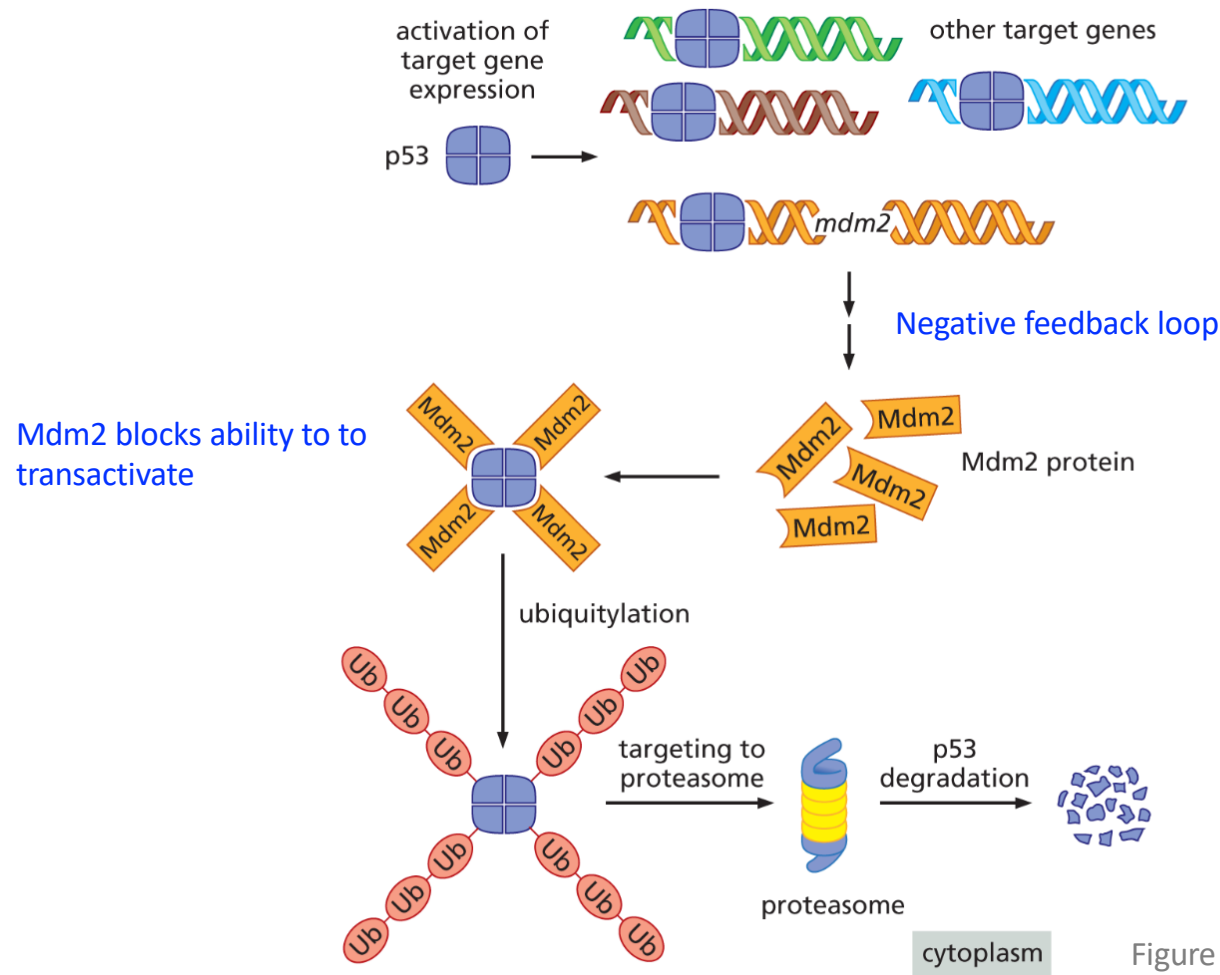 activation of
target gene
expression
other target genes
p53
mdm2
Negative feedback loop
Mdm2 blocks ability to to
transactivate
Mdm2
Mdm2
Mdm2
Mdm2
Mdm2
Mdm2
Mdm2
Mdm2
Mdm2 protein
ubiquitylation
Ub
Ub
Ub
Ub
Ub
Ub
targeting to
proteasome
p53
degradation
Ub
Ub
Ub
Ub
Ub
Ub
proteasome
cytoplasm
Figure